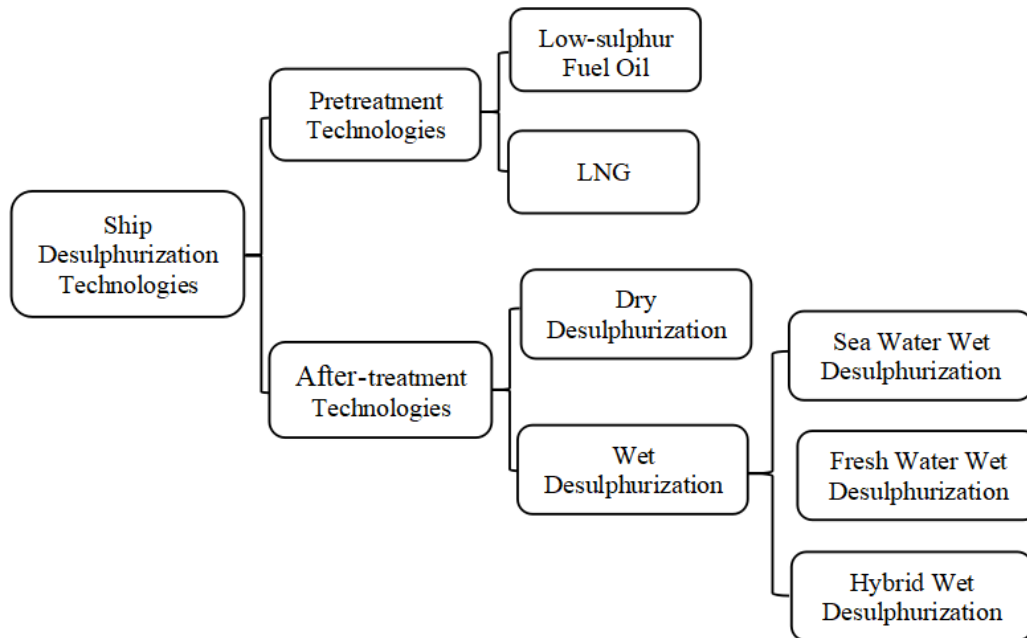 Low-sulphur
Fuel Oil
Pretreatment
Technologies
LNG
Ship
Desulphurization
Technologies
Dry
Desulphurization
Sea Water Wet
Desulphurization
After-treatment
Technologies
Wet
Desulphurization
Fresh Water Wet
Desulphurization
Hybrid Wet
Desulphurization